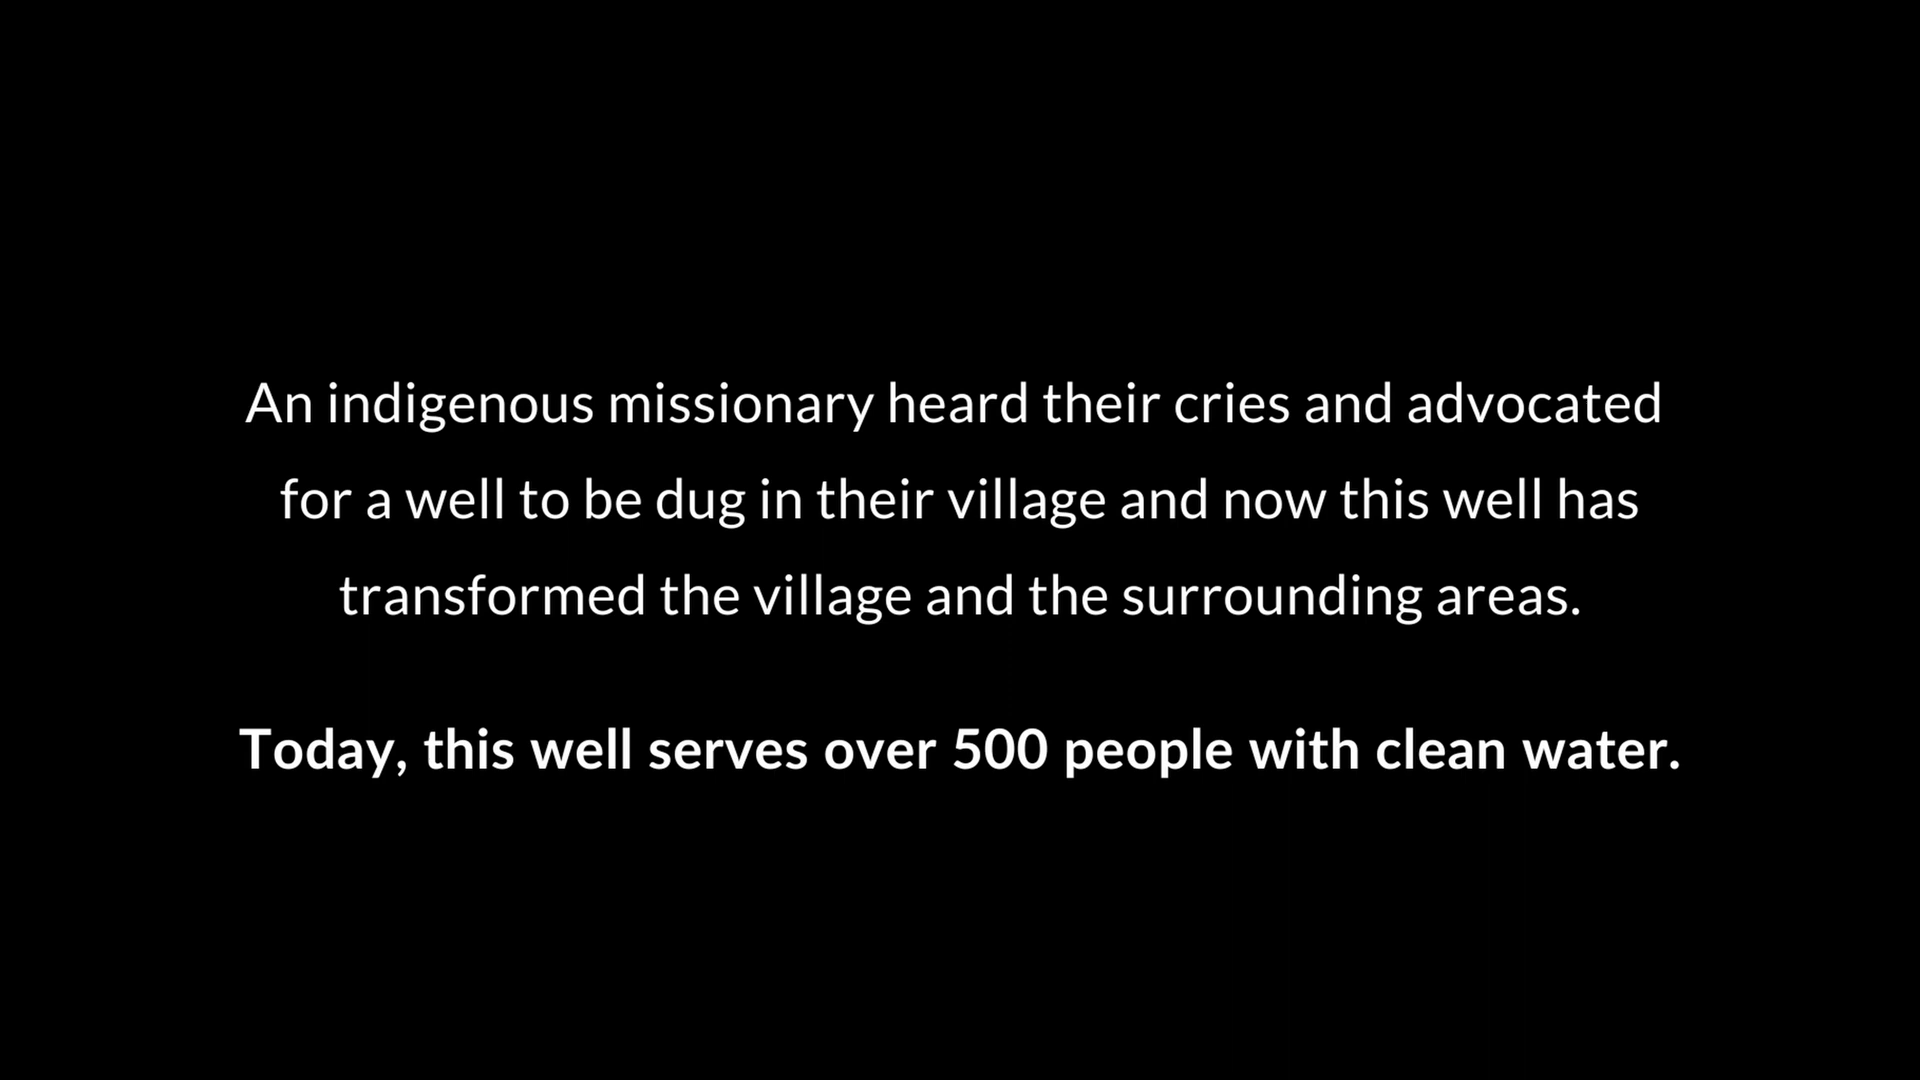 An indigenous missionary heard their cries and advocated
for a well to be dug in their village and now this well has
transformed the village and the surrounding areas.
Today, this well serves over 500 people with clean water.